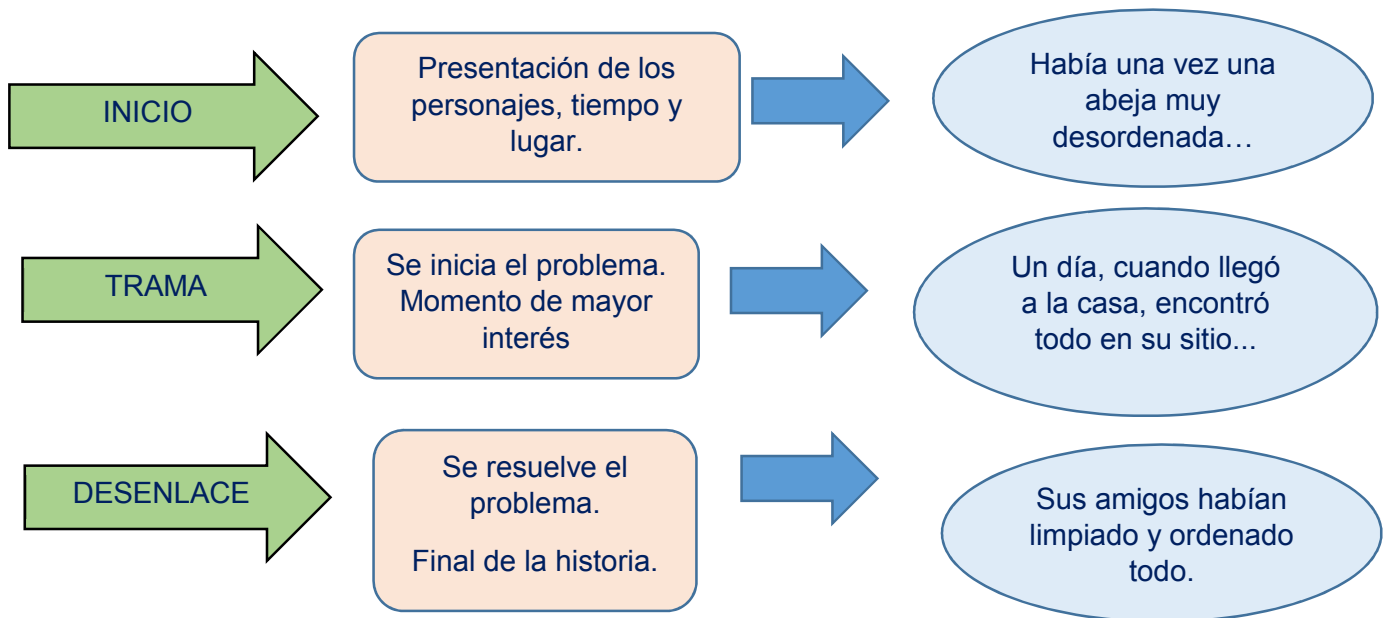 INICIO
Presentación de los
personajes, tiempo y
lugar.
Había una vez una
abeja muy
desordenada…
TRAMA
Se inicia el problema.
Momento de mayor
interés
Un día, cuando llegó
a la casa, encontró
todo en su sitio...
DESENLACE
Se resuelve el
problema.
Final de la historia.
Sus amigos habían
limpiado y ordenado
todo.